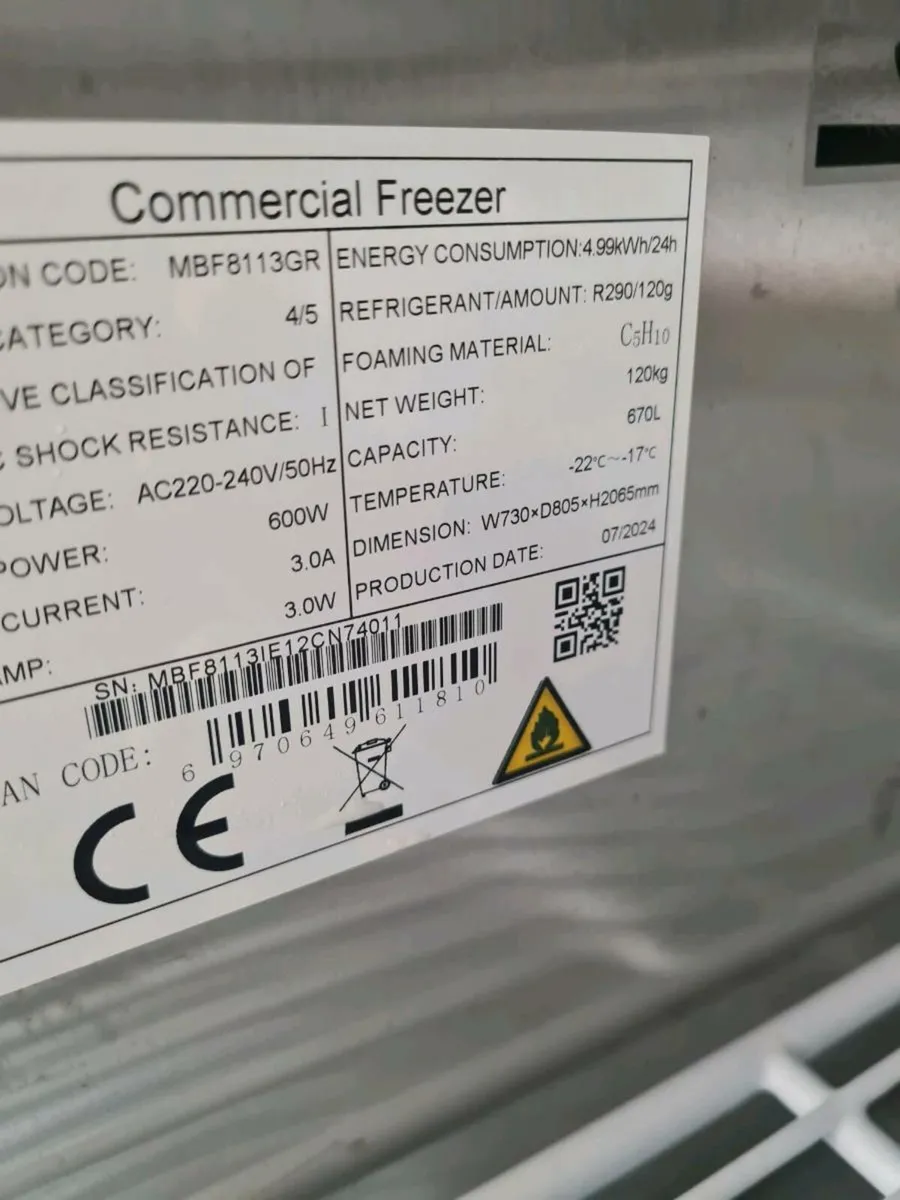 Commercial Freezer
ON CODE: MBF8113GR
CATEGORY: 4/5
VE CLASSIFICATION OF
SHOCK RESISTANCE: I
OLTAGE: AC220-240V/50Hz
POWER: 600W
CURRENT: 3.0A
AMP: 3.0W
ENERGY CONSUMPTION:4.99kWh/24h
REFRIGERANT/AMOUNT: R290/120g
FOAMING MATERIAL: C5H10
NET WEIGHT: 120kg
CAPACITY: 670L
TEMPERATURE: -22℃~-17℃
DIMENSION: W730×D805×H2065mm
PRODUCTION DATE: 07/2024
SN: MBF8113IE12CN74011
AN CODE: 6970649611810
CE